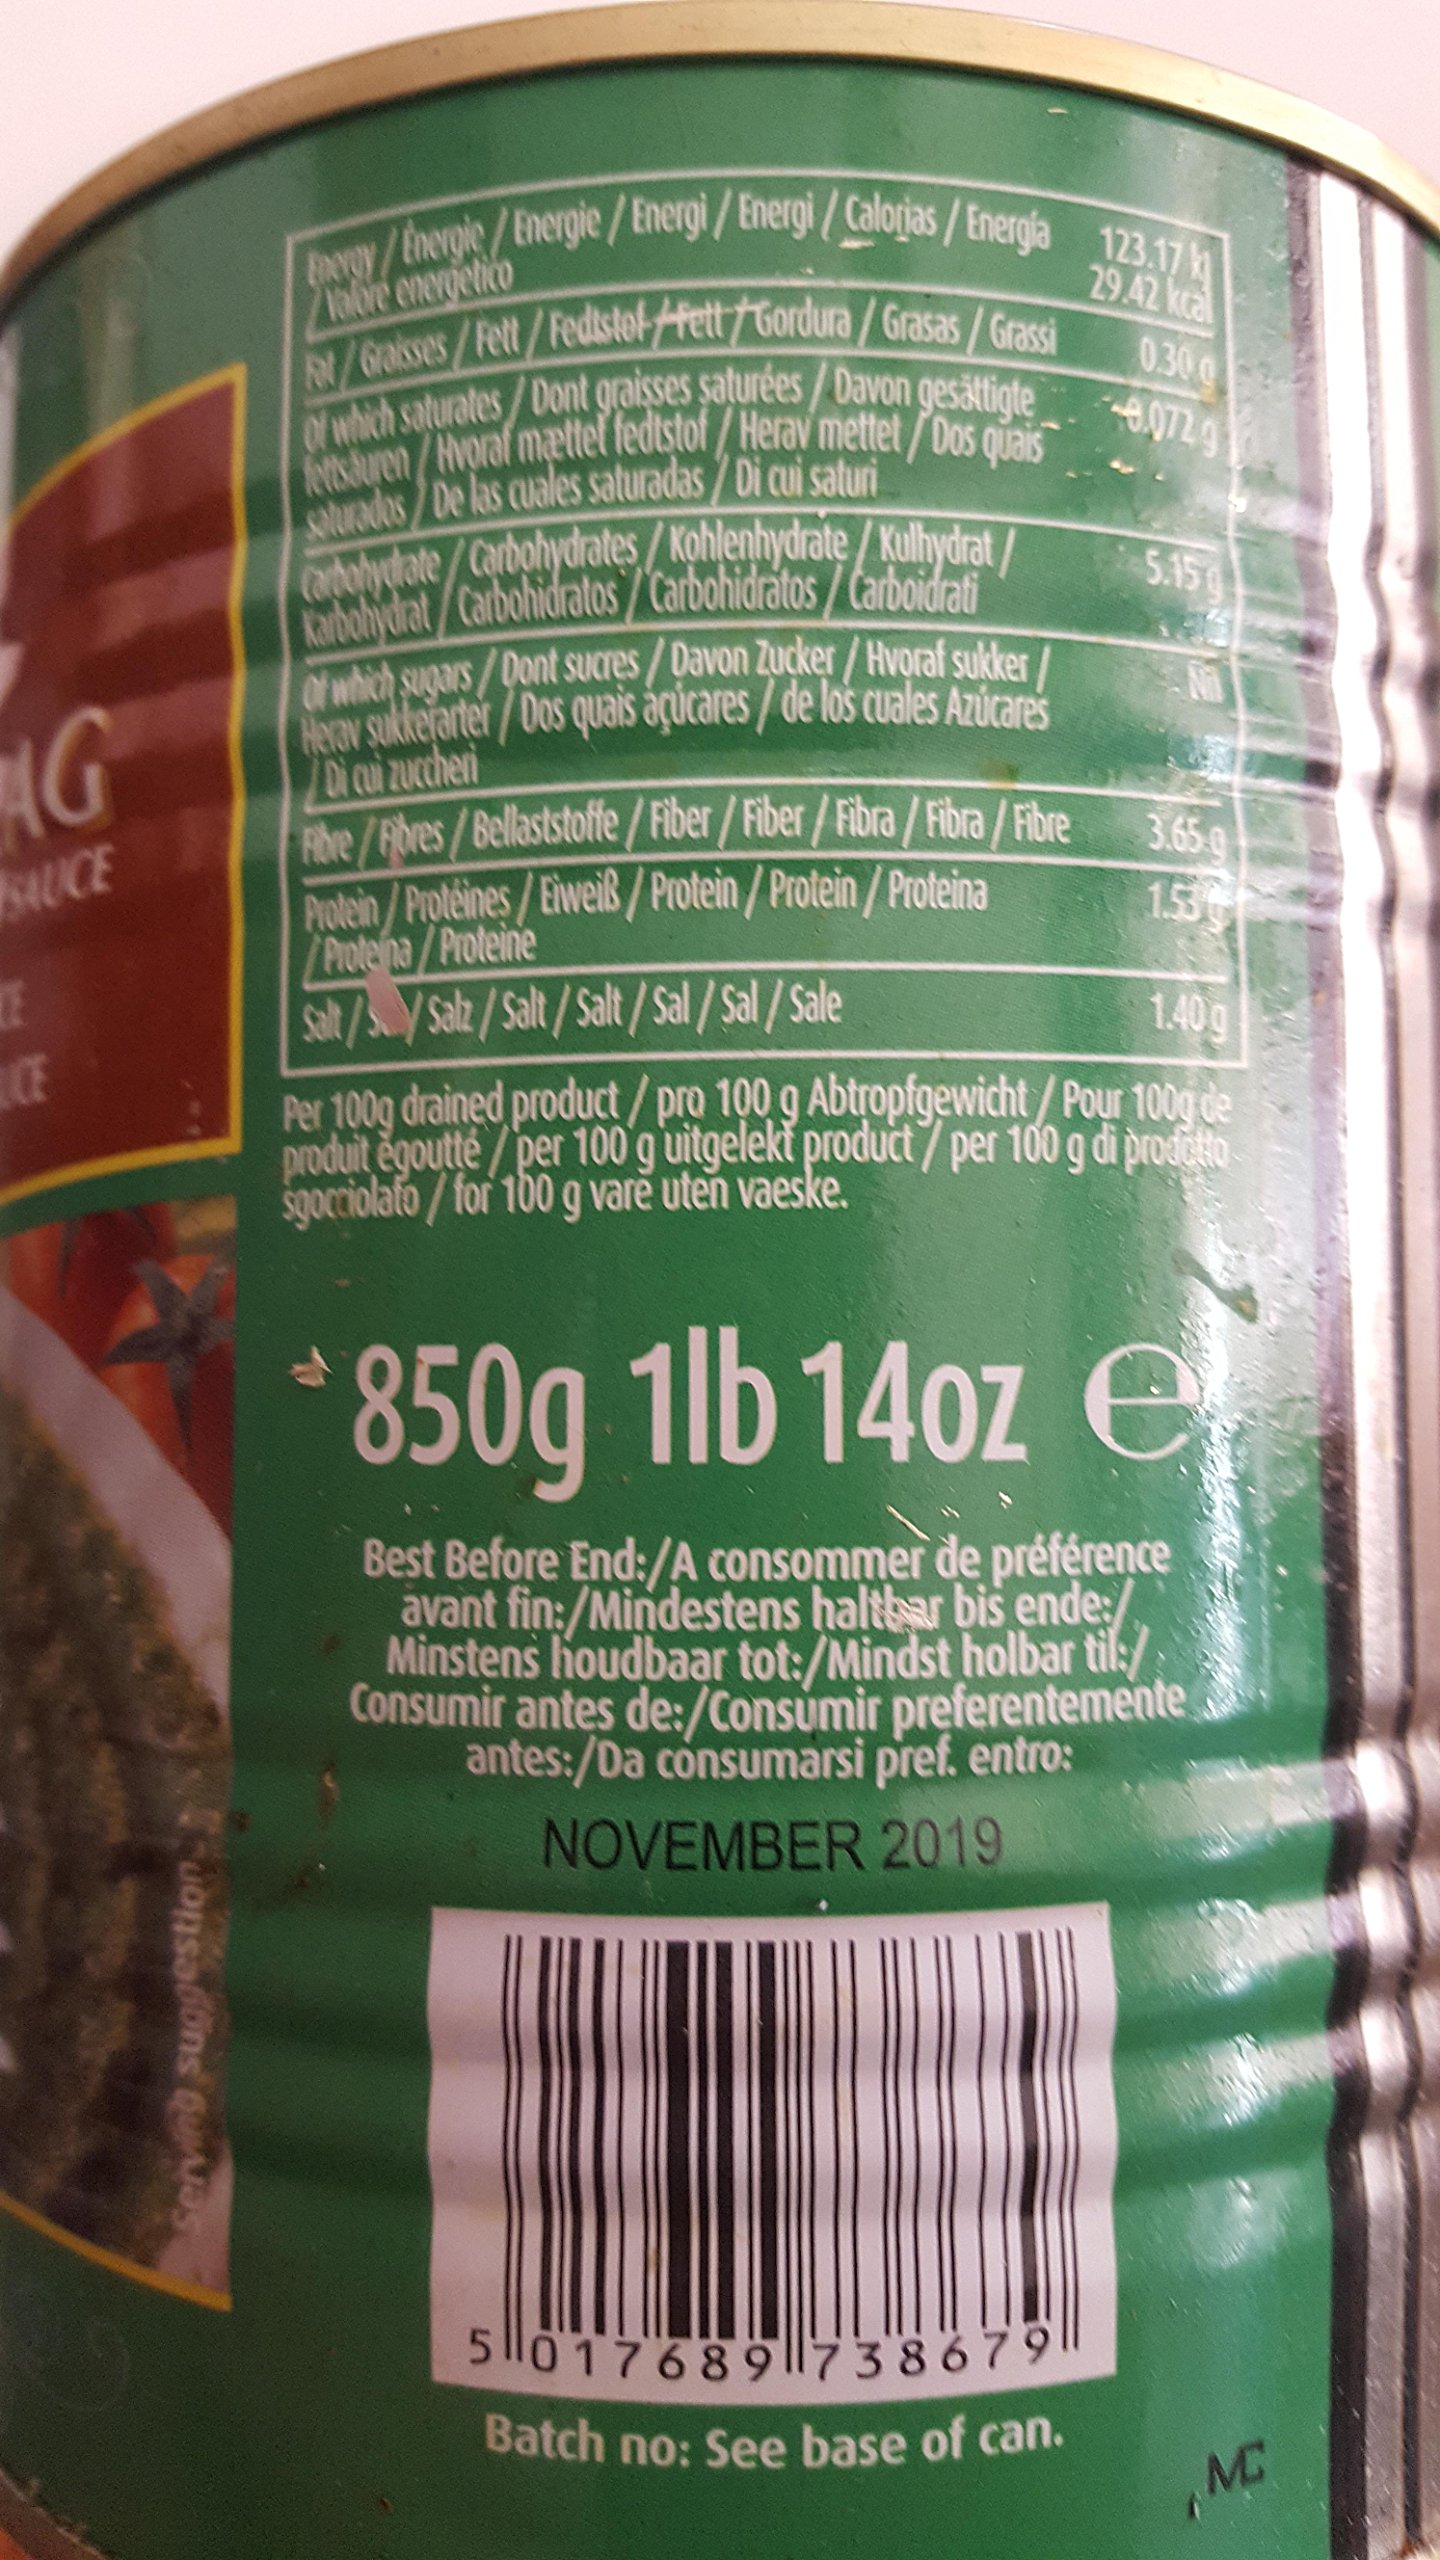 AG
SAUCE
Energy / Énergie / Energie / Energi / Energi / Calorias / Energía 123.17 kj
/ Valore energetico 29.42 kcal
Fat / Graisses / Fett / Fedtstof / Fett / Gordura / Grasas / Grassi 0.30 g
Of which saturates / Dont graisses saturées / Davon gesättigte 0.072 g
fettsäuren / Hvoraf mættet fedtstof / Herav mettet / Dos quais
saturados / De las cuales saturadas / Di cui saturi
Carbohydrate / Carbohydrates / Kohlenhydrate / Kulhydrat / 5.15 g
Karbohydrat / Carbohidratos / Carbohidratos / Carboidrati
Of which sugars / Dont sucres / Davon Zucker / Hvoraf sukker / Nil
Herav sukkerarter / Dos quais açúcares / de los cuales Azúcares
/ Di cui zuccheri
Fibre / Fibres / Bellaststoffe / Fiber / Fiber / Fibra / Fibra / Fibre 3.65 g
Protein / Protéines / Eiweiß / Protein / Protein / Proteina 1.53 g
/ Proteina / Proteine
Salt / / Salz / Salt / Salt / Sal / Sal / Sale 1.40 g
Per 100g drained product / pro 100 g Abtropfgewicht / Pour 100g de
produit égoutté / per 100 g uitgelekt product / per 100 g di prodotto
sgocciolato / for 100 g vare uten vaeske.
850g 1lb 14oz e
Best Before End:/A consommer de préférence
avant fin:/Mindestens haltbar bis ende:/
Minstens houdbaar tot:/Mindst holbar til:/
Consumir antes de:/Consumir preferentemente
antes:/Da consumarsi pref. entro:
NOVEMBER 2019
5 017689 738679
Batch no: See base of can.
MC
Serving suggestion